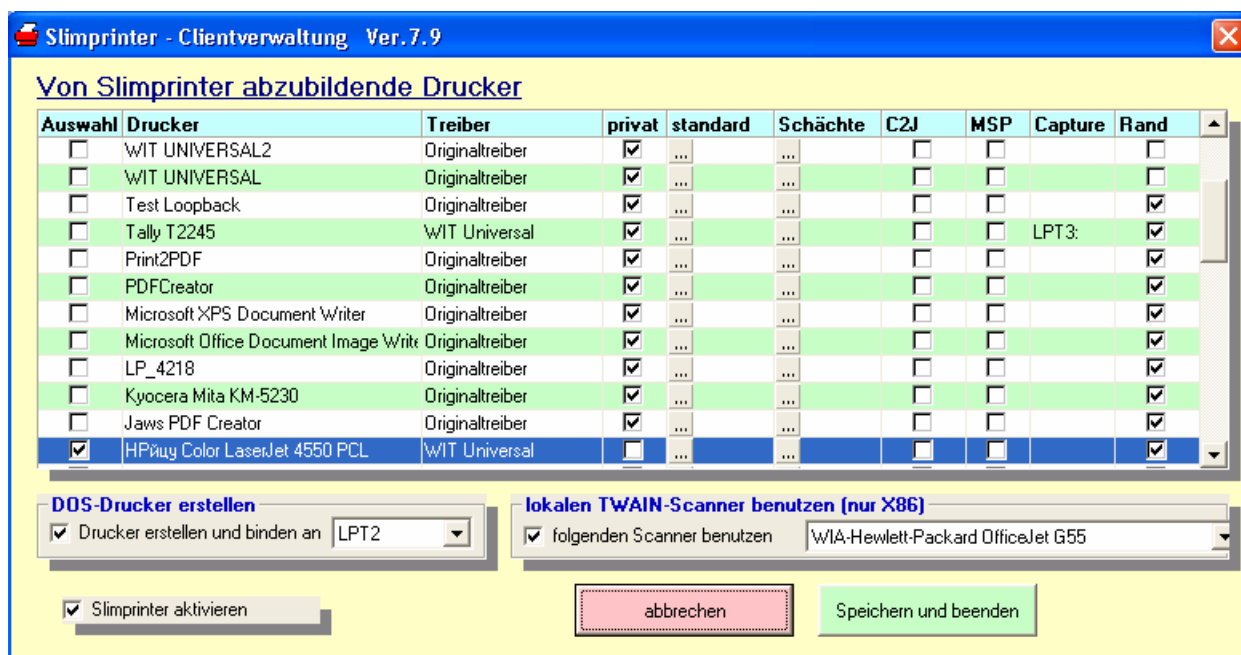 Slimprinter - Clientverwaltung Ver.7.9
Von Slimprinter abzubildende Drucker
Auswahl Drucker Treiber privat standard Schächte C2J MSP Capture Rand
WIT UNIVERSAL2 Originaltreiber ... ...
WIT UNIVERSAL Originaltreiber ... ...
Test Loopback Originaltreiber ... ...
Tally T2245 WIT Universal ... ... LPT3:
Print2PDF Originaltreiber ... ...
PDFCreator Originaltreiber ... ...
Microsoft XPS Document Writer Originaltreiber ... ...
Microsoft Office Document Image Write Originaltreiber ... ...
LP_4218 Originaltreiber ... ...
Kyocera Mita KM-5230 Originaltreiber ... ...
Jaws PDF Creator Originaltreiber ... ...
HPйцу Color LaserJet 4550 PCL WIT Universal ... ...
DOS-Drucker erstellen
Drucker erstellen und binden an LPT2
lokalen TWAIN-Scanner benutzen (nur X86)
folgenden Scanner benutzen WIA-Hewlett-Packard OfficeJet G55
Slimprinter aktivieren
abbrechen
Speichern und beenden